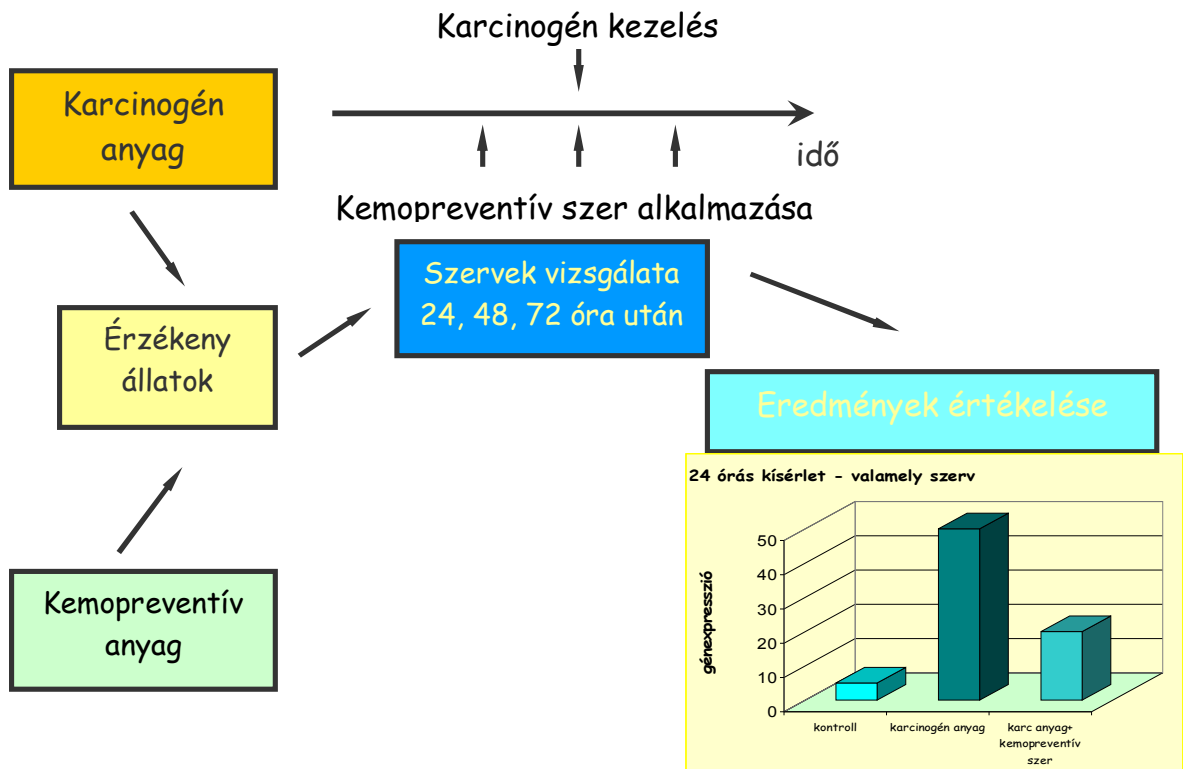 Karcinogén kezelés
Karcinogén
anyag
idő
Kemopreventív szer alkalmazása
Szervek vizsgálata
24, 48, 72 óra után
Érzékeny
állatok
Eredmények értékelése
Kemopreventív
anyag
24 órás kísérlet - valamely szerv
génexpresszió
50
40
30
20
10
0
kontroll
karcinogén anyag
karc anyag+
kemopreventív
szer